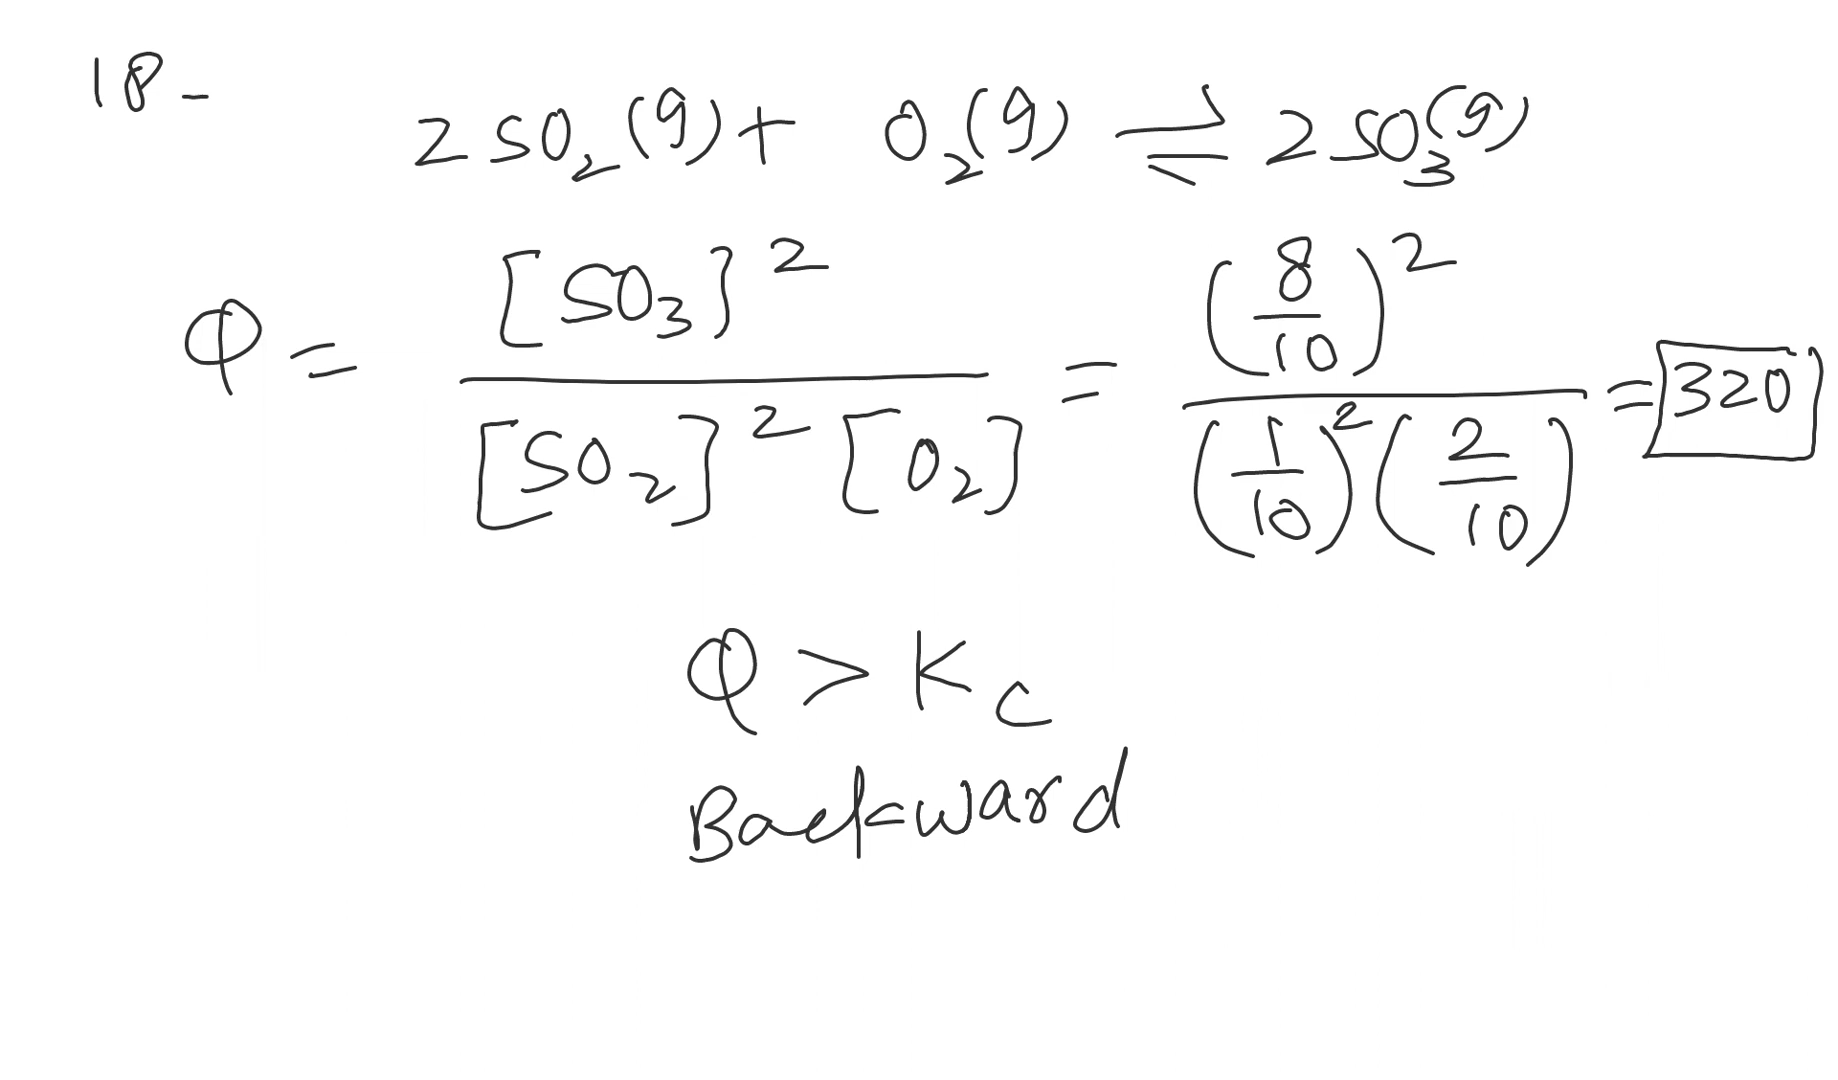 18-
2SO₂(g) + O₂(g) ⇌ 2SO₃(g)
Q = [SO₃]² / [SO₂]² [O₂] = (8/10)² / (1/10)² (2/10) = 320
Q > Kc
Backward